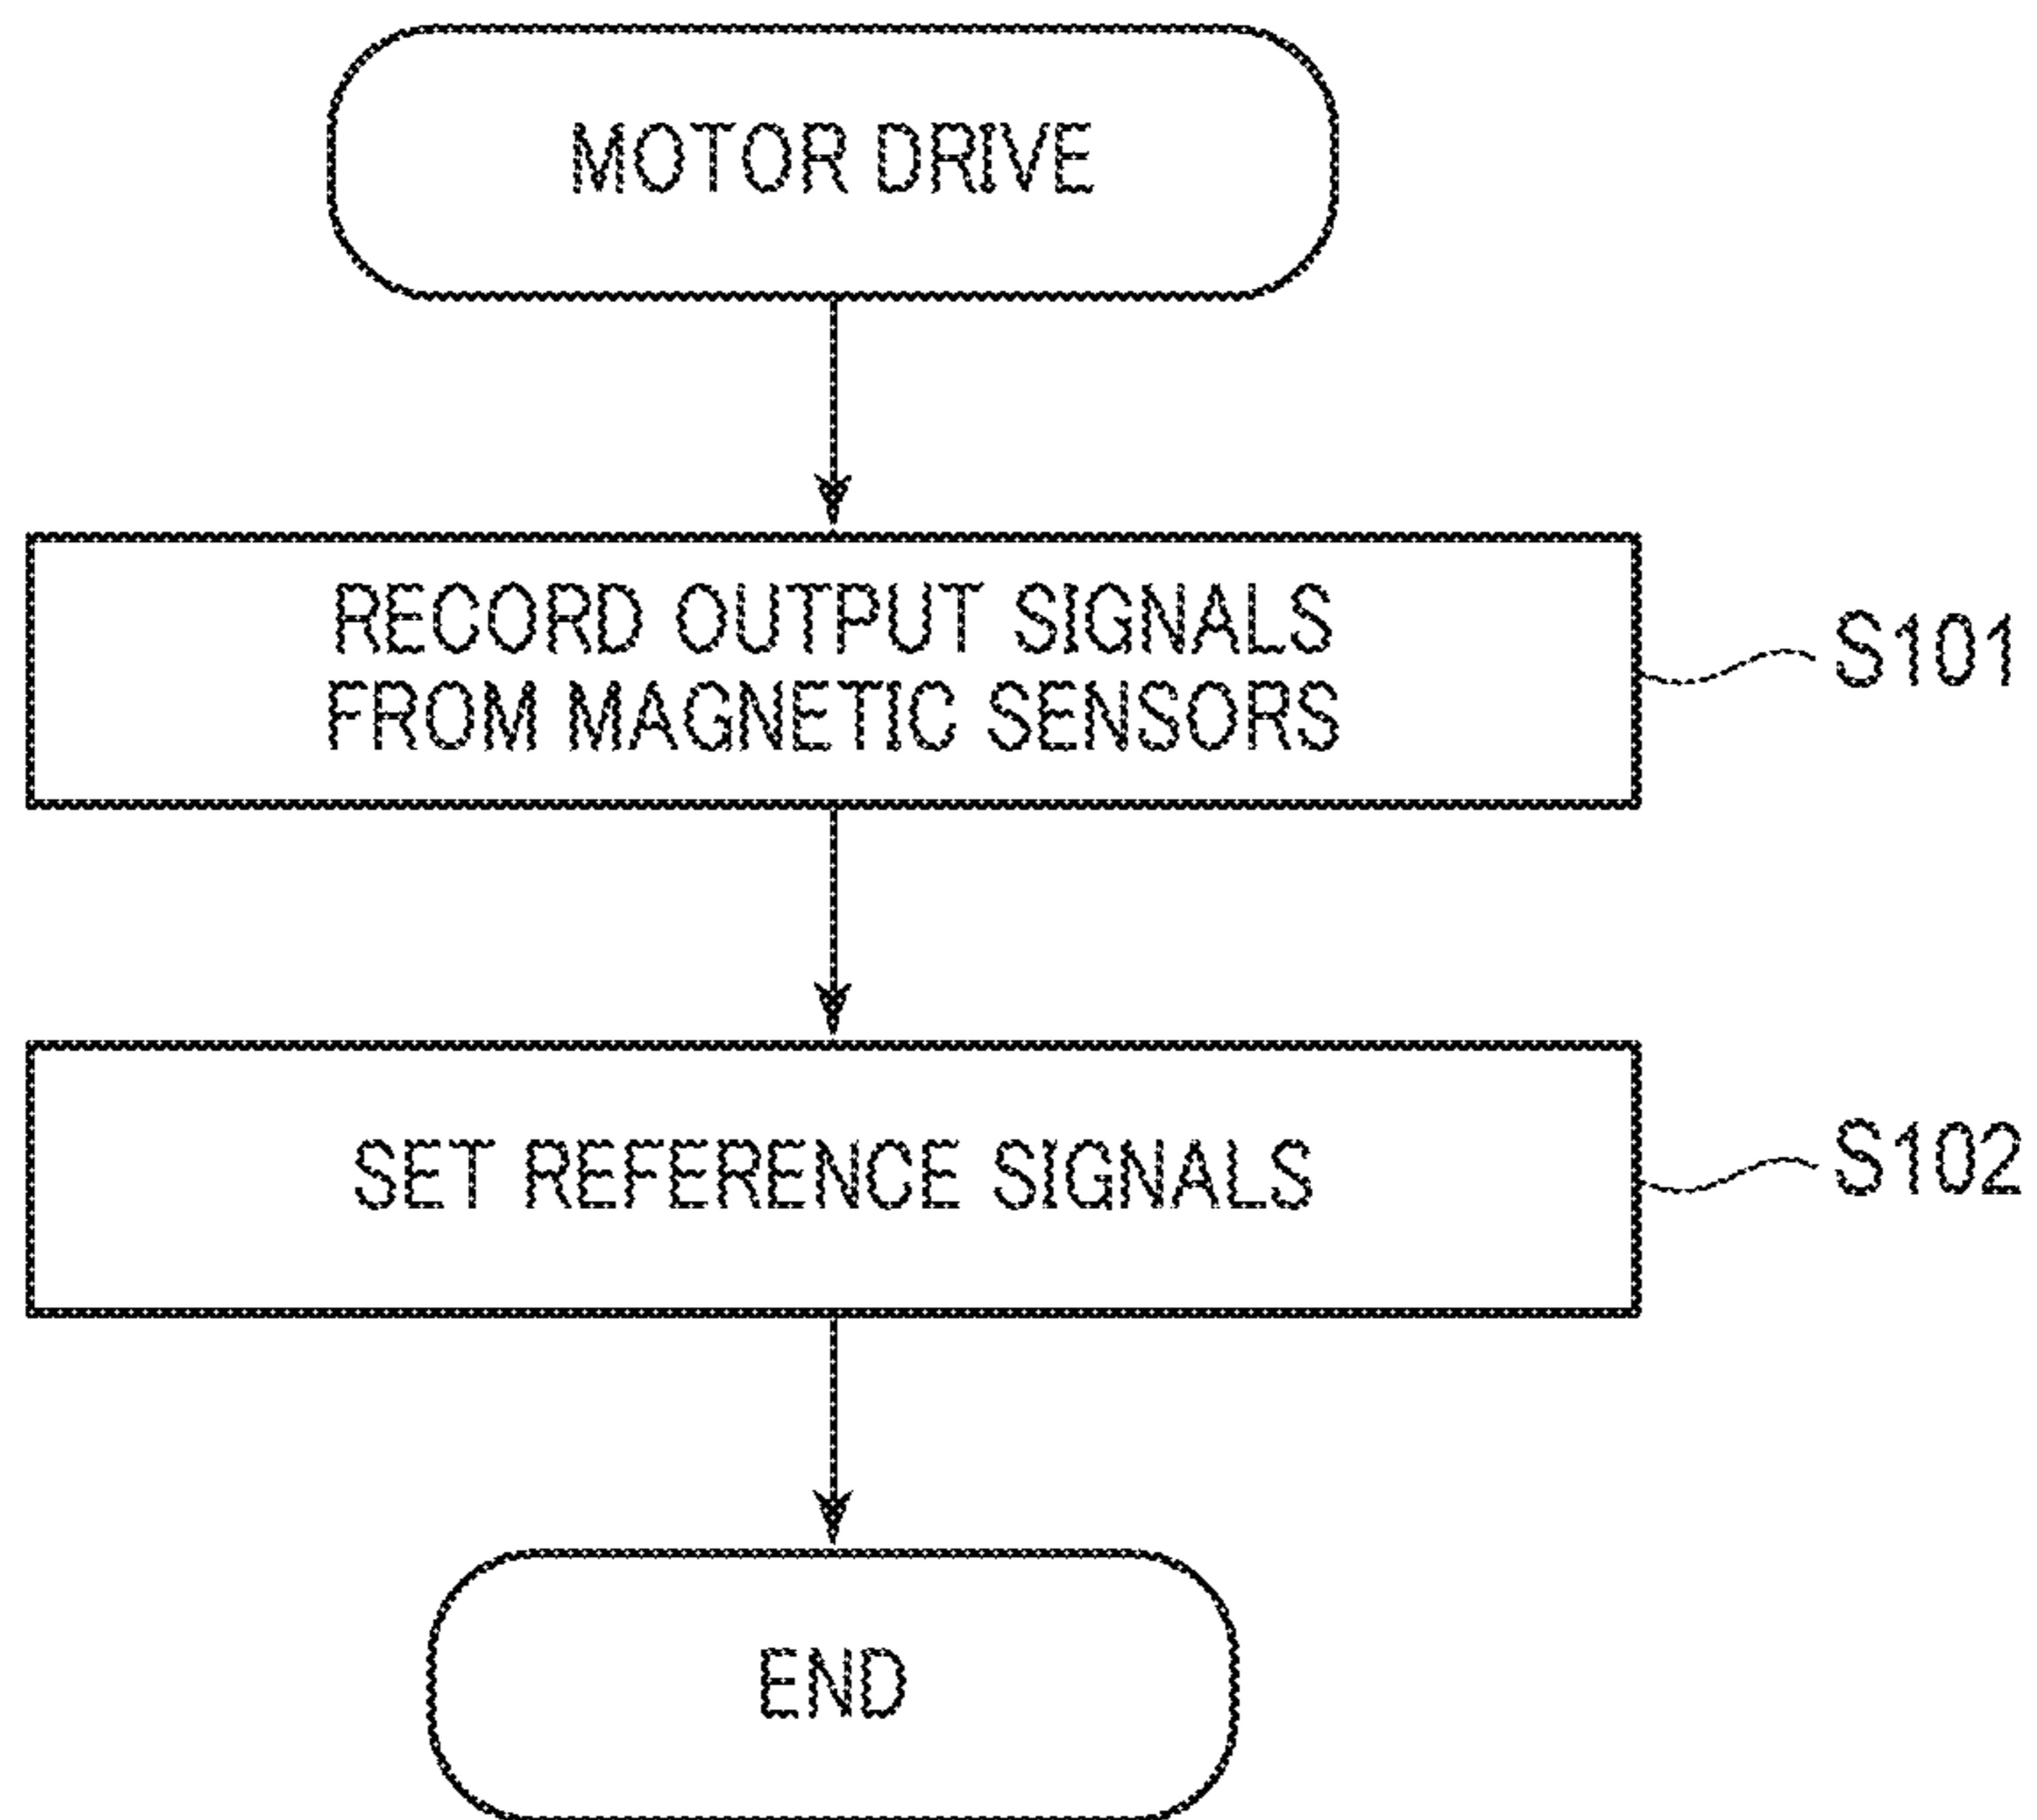 MOTOR DRIVE
RECORD OUTPUT SIGNALS
FROM MAGNETIC SENSORS
S101
SET REFERENCE SIGNALS
S102
END